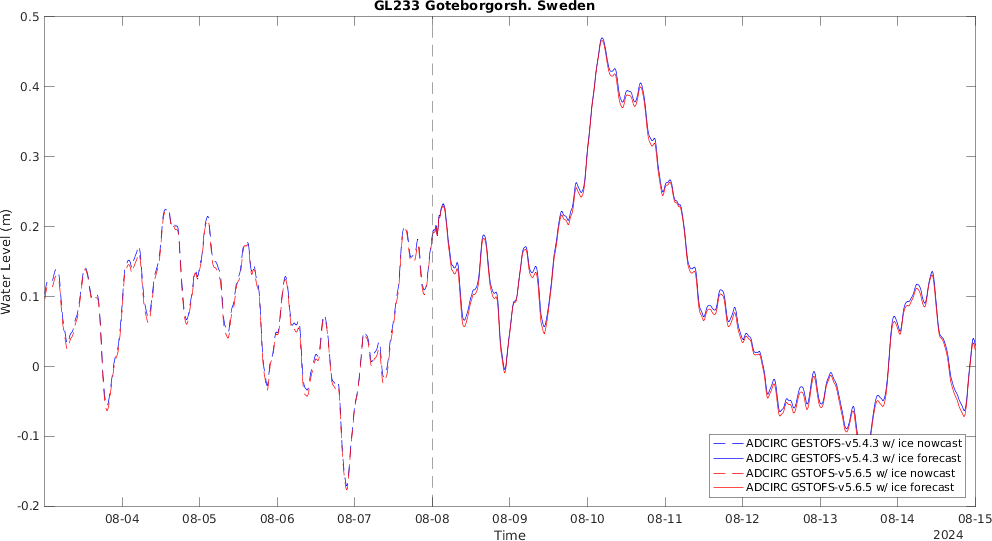 GL233 Goteborgorsh. Sweden
0.5
0.4
0.3
0.2
0.1
0
-0.1
-0.2
Water Level (m)
ADCIRC GESTOFS-v5.4.3 w/ ice nowcast
ADCIRC GESTOFS-v5.4.3 w/ ice forecast
ADCIRC GSTOFS-v5.6.5 w/ ice nowcast
ADCIRC GSTOFS-v5.6.5 w/ ice forecast
08-04 08-05 08-06 08-07 08-08 08-09 08-10 08-11 08-12 08-13 08-14 08-15
Time
2024